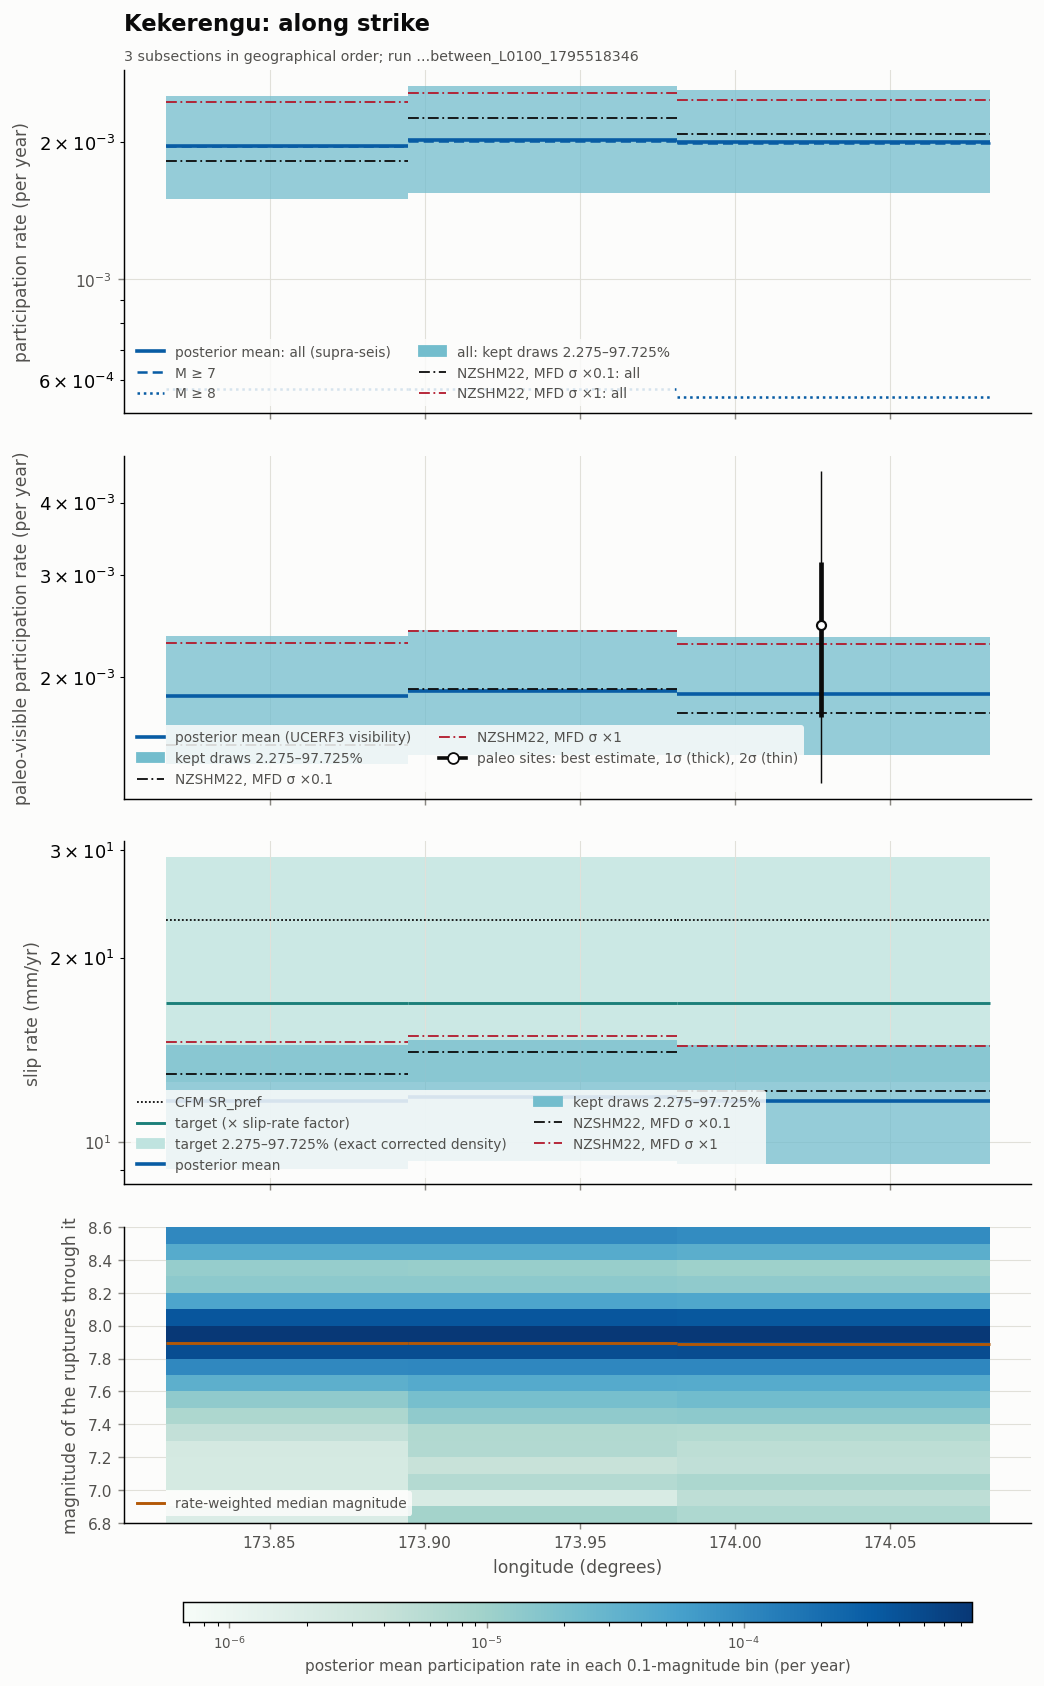 Kekerengu: along strike
3 subsections in geographical order; run ...between_L0100_1795518346
participation rate (per year)
2 × 10⁻³
10⁻³
6 × 10⁻⁴
posterior mean: all (supra-seis)
M ≥ 7
M ≥ 8
all: kept draws 2.275–97.725%
NZSHM22, MFD σ ×0.1: all
NZSHM22, MFD σ ×1: all
paleo-visible participation rate (per year)
4 × 10⁻³
3 × 10⁻³
2 × 10⁻³
posterior mean (UCERF3 visibility)
kept draws 2.275–97.725%
NZSHM22, MFD σ ×0.1
NZSHM22, MFD σ ×1
paleo sites: best estimate, 1σ (thick), 2σ (thin)
slip rate (mm/yr)
3 × 10¹
2 × 10¹
10¹
CFM SR_pref
target (× slip-rate factor)
target 2.275–97.725% (exact corrected density)
posterior mean
kept draws 2.275–97.725%
NZSHM22, MFD σ ×0.1
NZSHM22, MFD σ ×1
magnitude of the ruptures through it
8.6
8.4
8.2
8.0
7.8
7.6
7.4
7.2
7.0
6.8
rate-weighted median magnitude
173.85 173.90 173.95 174.00 174.05
longitude (degrees)
10⁻⁶ 10⁻⁵ 10⁻⁴
posterior mean participation rate in each 0.1-magnitude bin (per year)